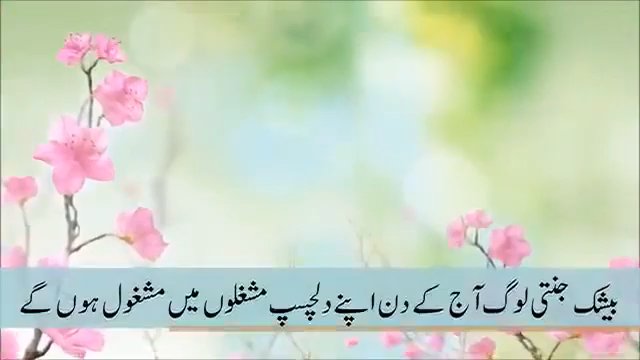 بیشک جنتی لوگ آج کے دن اپنے دلچسپ مشغلوں میں مشغول ہوں گے